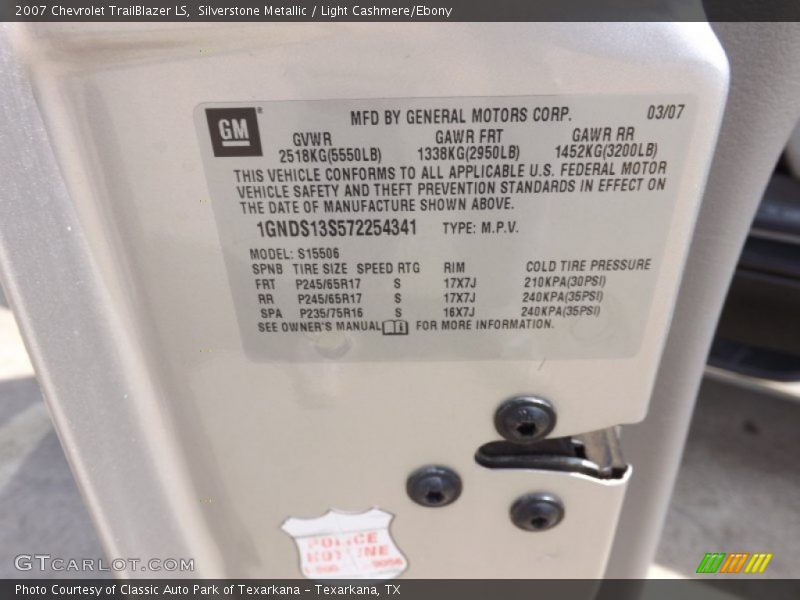 2007 Chevrolet TrailBlazer LS, Silverstone Metallic / Light Cashmere/Ebony
GM
MFD BY GENERAL MOTORS CORP. 03/07
GVWR GAWR FRT GAWR RR
2518KG(5550LB) 1338KG(2950LB) 1452KG(3200LB)
THIS VEHICLE CONFORMS TO ALL APPLICABLE U.S. FEDERAL MOTOR
VEHICLE SAFETY AND THEFT PREVENTION STANDARDS IN EFFECT ON
THE DATE OF MANUFACTURE SHOWN ABOVE.
1GNDS13S572254341 TYPE: M.P.V.
MODEL: S15506
SPNB TIRE SIZE SPEED RTG RIM COLD TIRE PRESSURE
FRT P245/65R17 S 17X7J 210KPA(30PSI)
RR P245/65R17 S 17X7J 240KPA(35PSI)
SPA P235/75R16 S 16X7J 240KPA(35PSI)
SEE OWNER'S MANUAL FOR MORE INFORMATION.
POLICE
HOTLINE
GTCARLOT.COM
Photo Courtesy of Classic Auto Park of Texarkana - Texarkana, TX